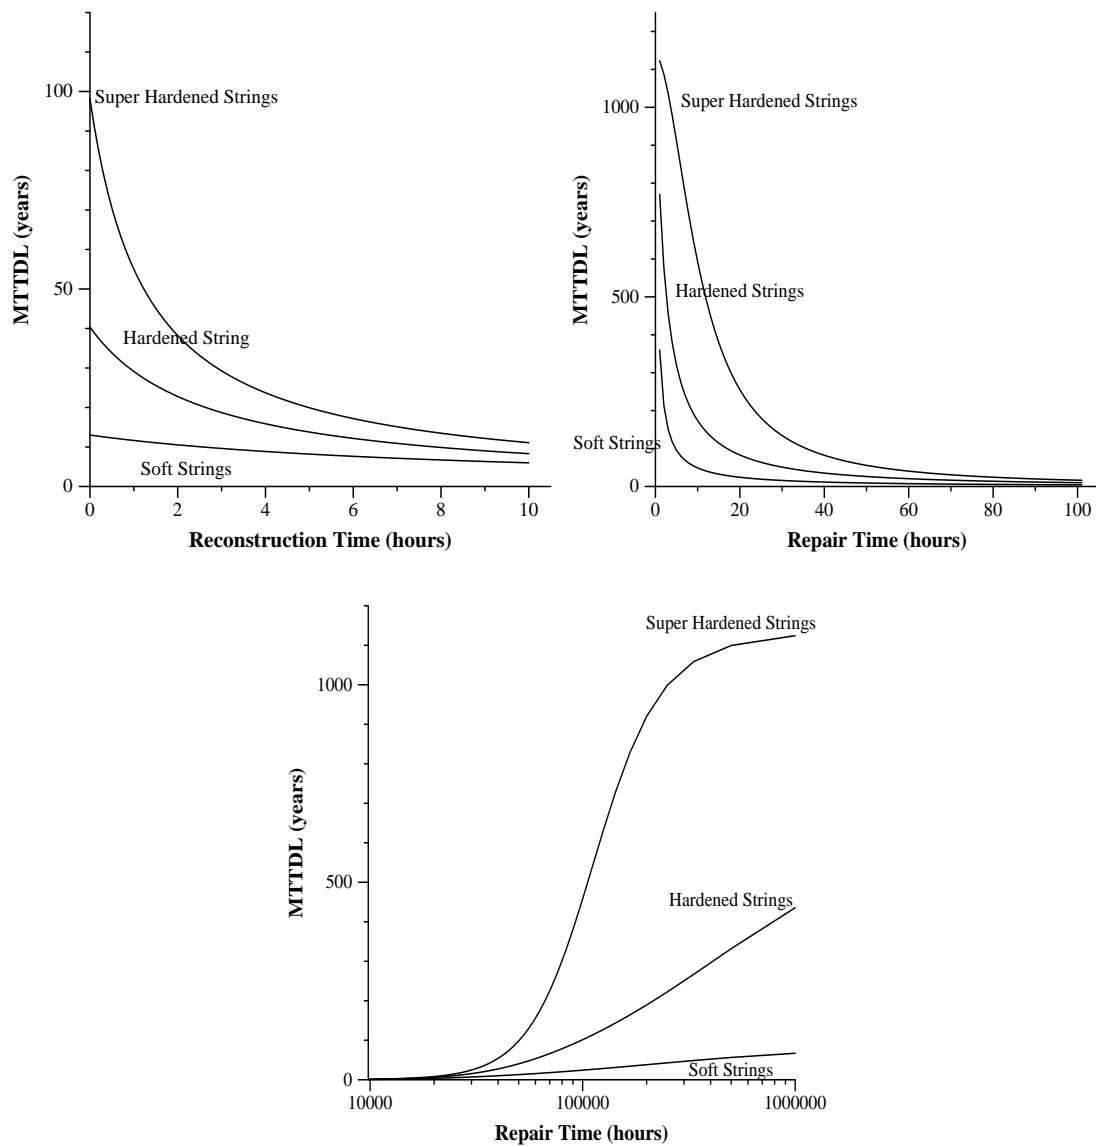 MTTDL (years)
100
50
0
Super Hardened Strings
Hardened String
Soft Strings
0 2 4 6 8 10
Reconstruction Time (hours)
MTTDL (years)
1000
500
0
Super Hardened Strings
Hardened Strings
Soft Strings
0 20 40 60 80 100
Repair Time (hours)
MTTDL (years)
1000
500
0
Super Hardened Strings
Hardened Strings
Soft Strings
10000 100000 1000000
Repair Time (hours)